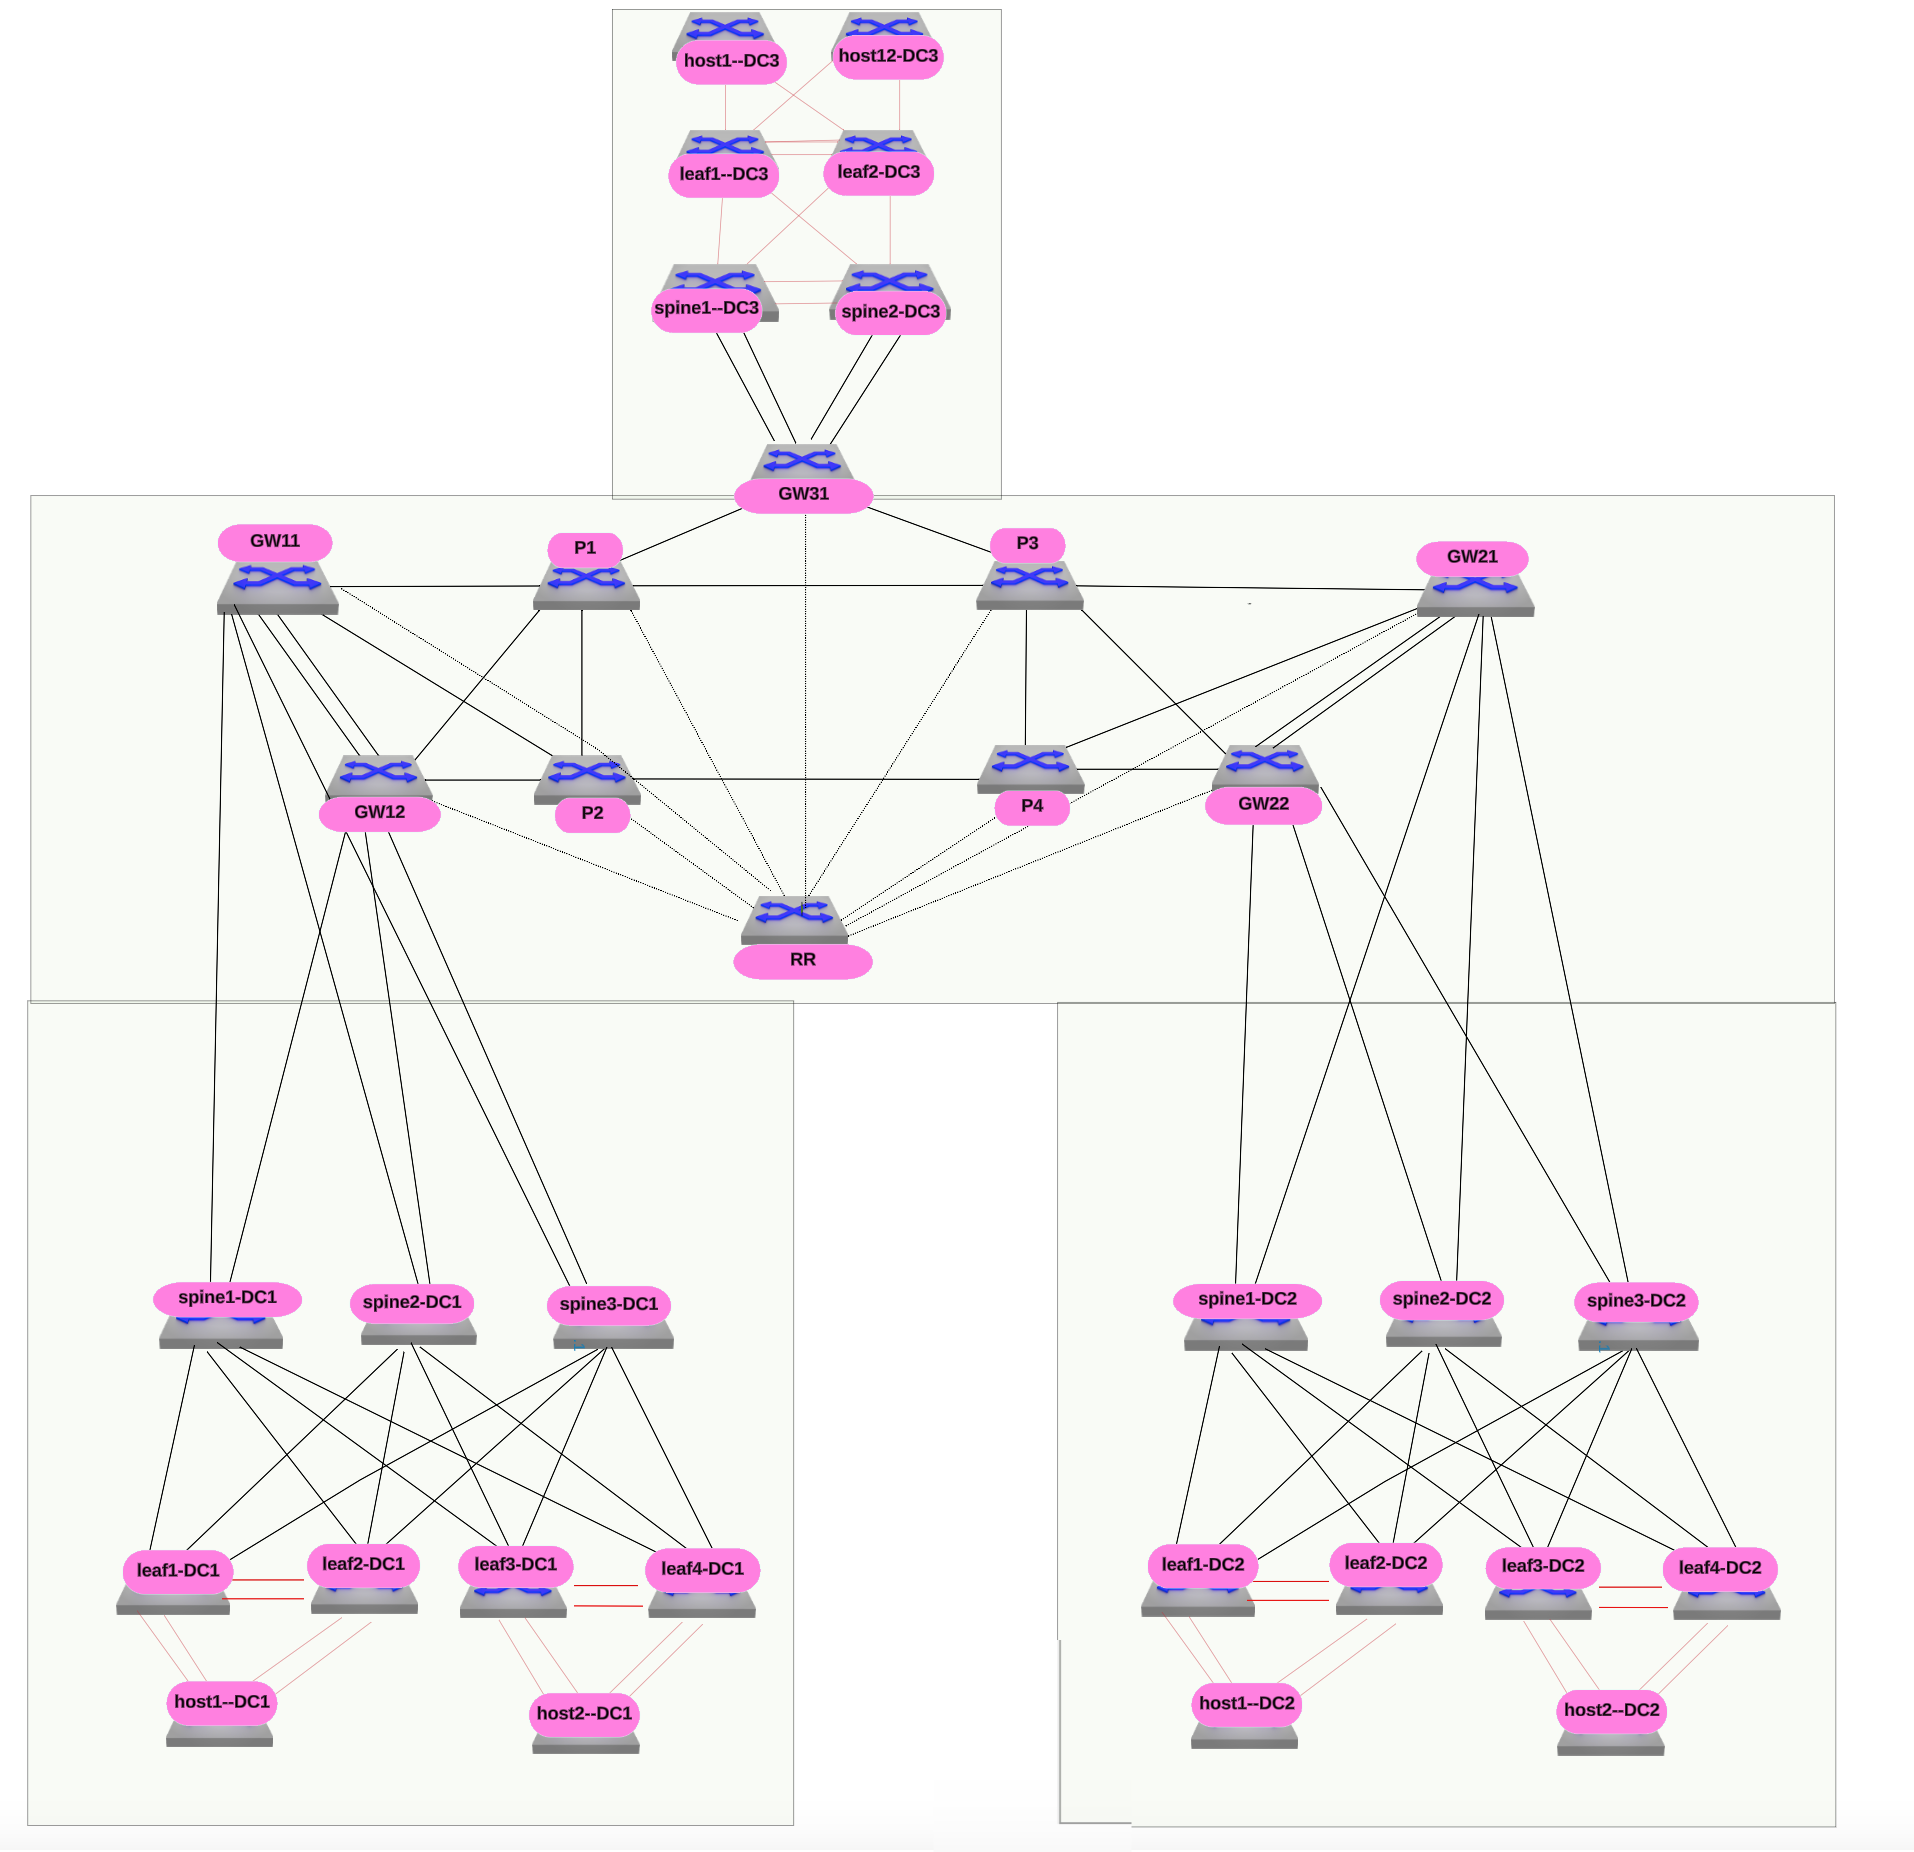 host1--DC3
host12-DC3
leaf1--DC3
leaf2-DC3
spine1--DC3
spine2-DC3
GW31
GW11
P1
P3
GW21
GW12
P2
P4
GW22
RR
spine1-DC1
spine2-DC1
spine3-DC1
spine1-DC2
spine2-DC2
spine3-DC2
leaf1-DC1
leaf2-DC1
leaf3-DC1
leaf4-DC1
leaf1-DC2
leaf2-DC2
leaf3-DC2
leaf4-DC2
host1--DC1
host2--DC1
host1--DC2
host2--DC2